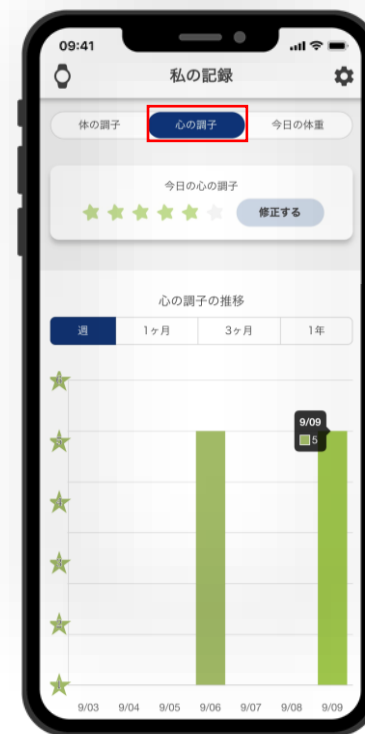 09:41
私の記録
体の調子 心の調子 今日の体重
今日の心の調子
修正する
心の調子の推移
週 1ヶ月 3ヶ月 1年
9/09
5
9/03 9/04 9/05 9/06 9/07 9/08 9/09